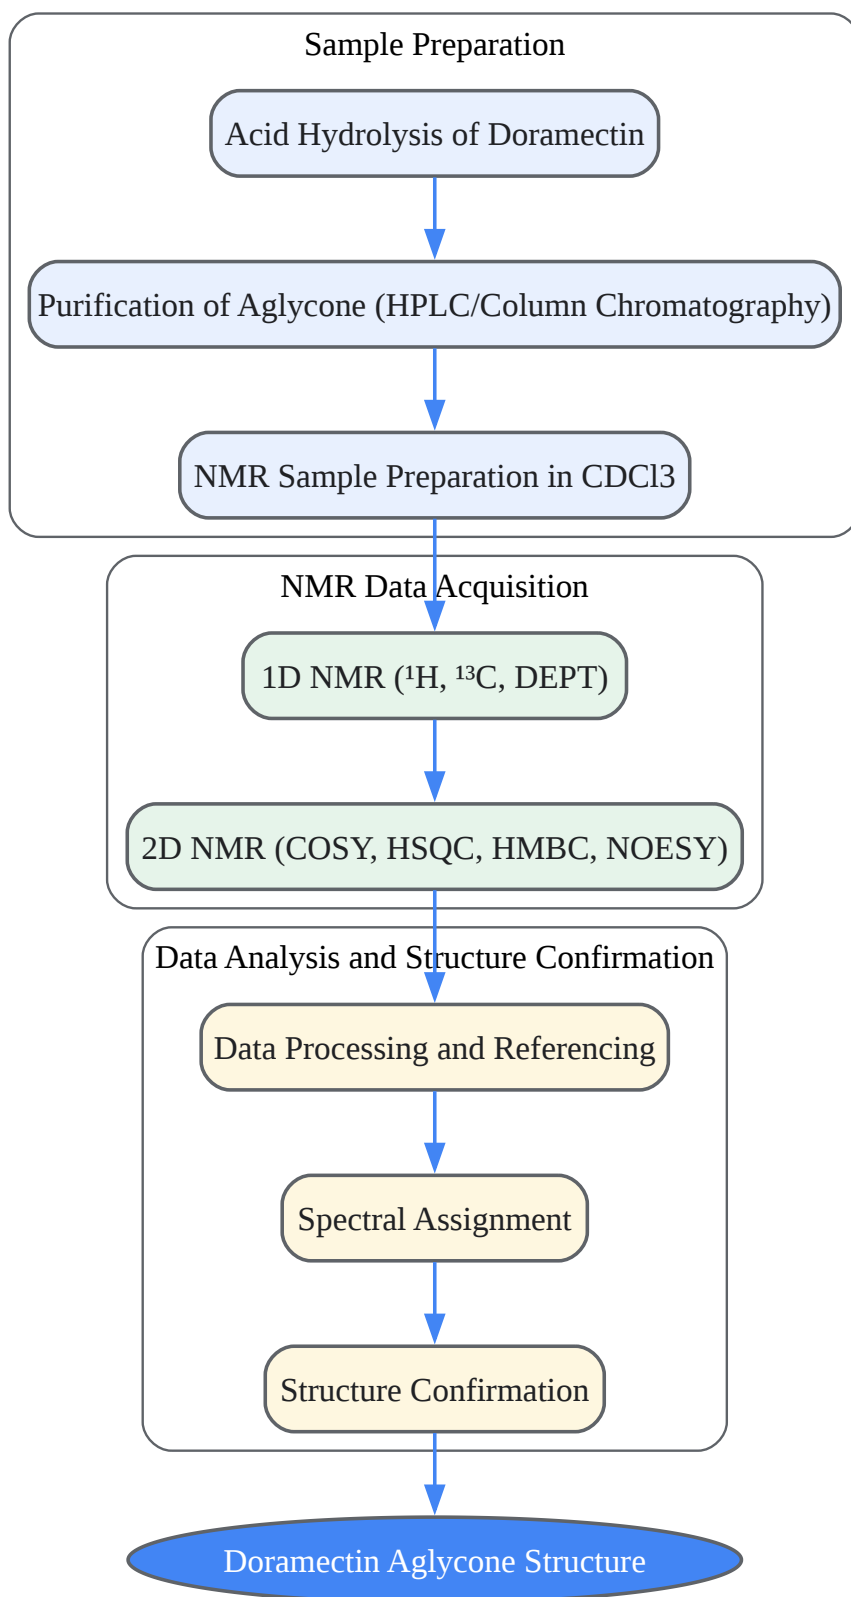 Sample Preparation
Acid Hydrolysis of Doramectin
Purification of Aglycone (HPLC/Column Chromatography)
NMR Sample Preparation in CDCl3
NMR Data Acquisition
1D NMR (¹H, ¹³C, DEPT)
2D NMR (COSY, HSQC, HMBC, NOESY)
Data Analysis and Structure Confirmation
Data Processing and Referencing
Spectral Assignment
Structure Confirmation
Doramectin Aglycone Structure